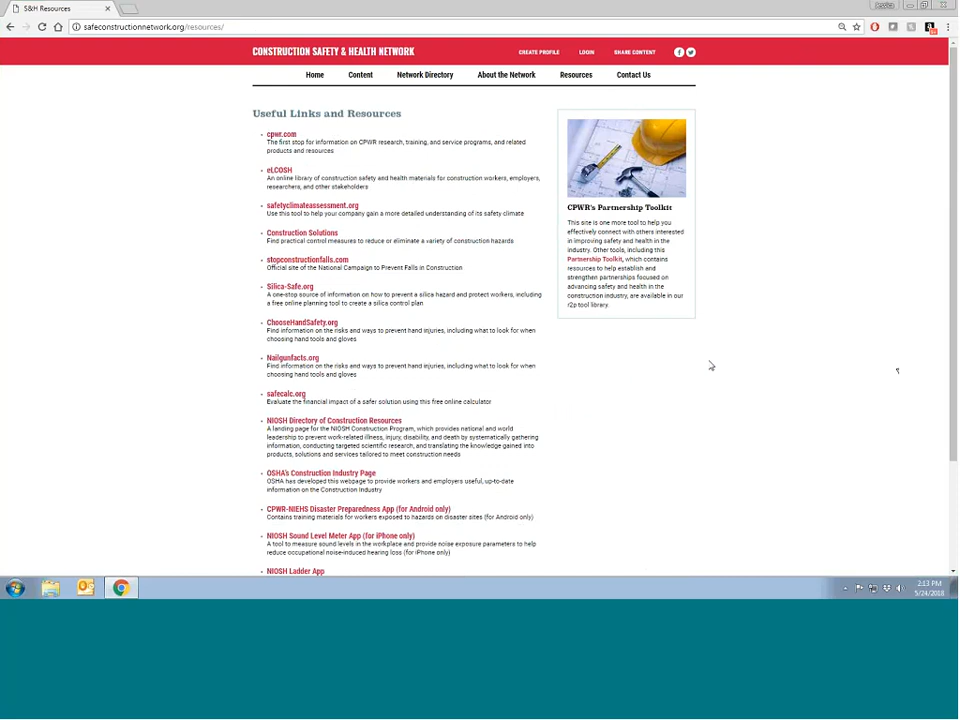 S&H Resources
Jessica
safeconstructionnetwork.org/resources/
CONSTRUCTION SAFETY & HEALTH NETWORK
CREATE PROFILE
LOGIN
SHARE CONTENT
Home
Content
Network Directory
About the Network
Resources
Contact Us
Useful Links and Resources
cpwr.com
The first stop for information on CPWR research, training, and service programs, and related
products and resources
eLCOSH
An online library of construction safety and health materials for construction workers, employers,
researchers, and other stakeholders
safetyclimateassessment.org
Use this tool to help your company gain a more detailed understanding of its safety climate
Construction Solutions
Find practical control measures to reduce or eliminate a variety of construction hazards
stopconstructionfalls.com
Official site of the National Campaign to Prevent Falls in Construction
Silica-Safe.org
A one-stop source of information on how to prevent a silica hazard and protect workers, including
a free online planning tool to create a silica control plan
ChooseHandSafety.org
Find information on the risks and ways to prevent hand injuries, including what to look for when
choosing hand tools and gloves
Nailgunfacts.org
Find information on the risks and ways to prevent hand injuries, including what to look for when
choosing hand tools and gloves
safecalc.org
Evaluate the financial impact of a safer solution using this free online calculator
NIOSH Directory of Construction Resources
A landing page for the NIOSH Construction Program, which provides national and world
leadership to prevent work-related illness, injury, disability, and death by systematically gathering
information, conducting targeted scientific research, and translating the knowledge gained into
products, solutions and services tailored to meet construction needs
OSHA's Construction Industry Page
OSHA has developed this webpage to provide workers and employers useful, up-to-date
information on the Construction Industry
CPWR-NIEHS Disaster Preparedness App (for Android only)
Contains training materials for workers exposed to hazards on disaster sites (for Android only)
NIOSH Sound Level Meter App (for iPhone only)
A tool to measure sound levels in the workplace and provide noise exposure parameters to help
reduce occupational noise-induced hearing loss (for iPhone only)
NIOSH Ladder App
CPWR's Partnership Toolkit
This site is one more tool to help you
effectively connect with others interested
in improving safety and health in the
industry. Other tools, including this
Partnership Toolkit, which contains
resources to help establish and
strengthen partnerships focused on
advancing safety and health in the
construction industry, are available in our
r2p tool library.
2:13 PM
5/24/2018